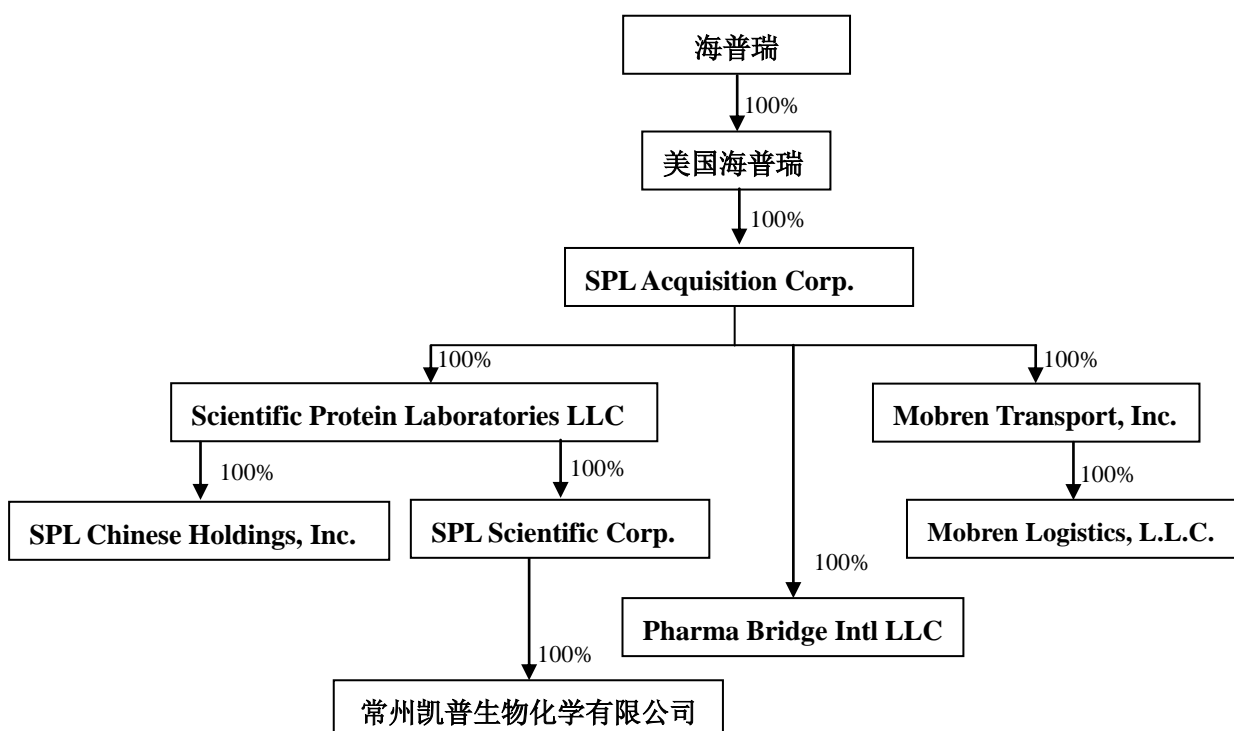 海普瑞
100%
美国海普瑞
100%
SPL Acquisition Corp.
100%
100%
Scientific Protein Laboratories LLC
Mobren Transport, Inc.
100%
100%
100%
SPL Chinese Holdings, Inc.
SPL Scientific Corp.
Mobren Logistics, L.L.C.
100%
Pharma Bridge Intl LLC
100%
常州凯普生物化学有限公司